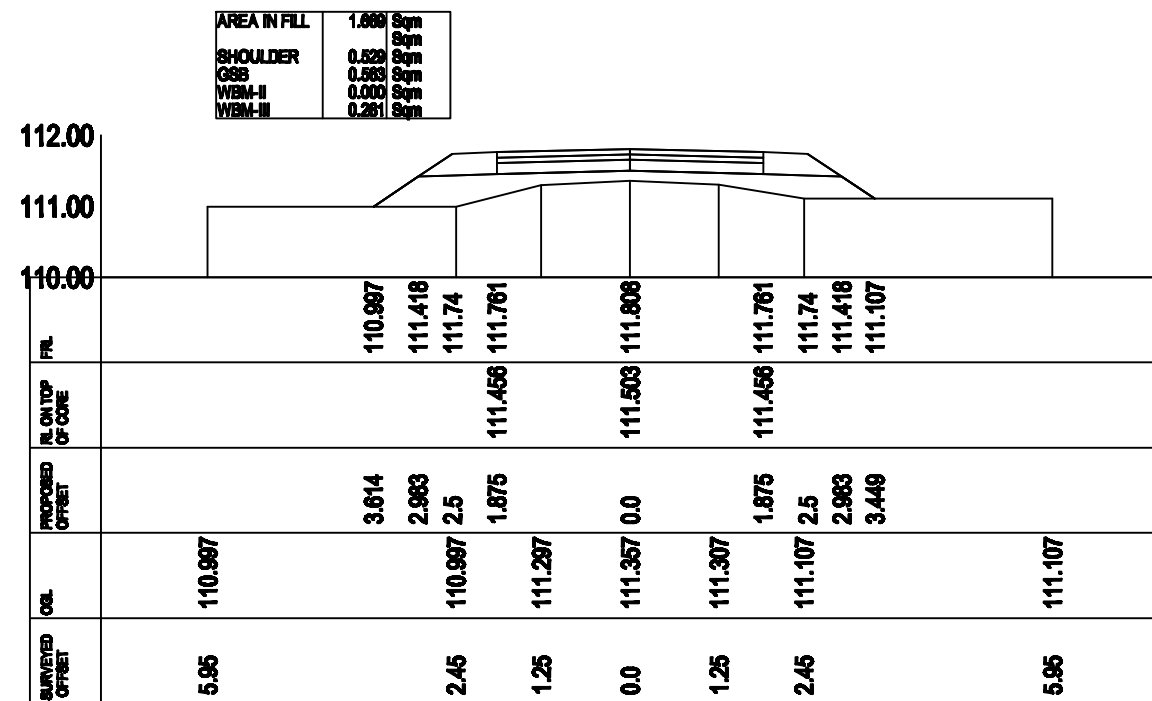 AREA IN FILL 1.669 Sqm
Sqm
SHOULDER 0.529 Sqm
GSB 0.563 Sqm
WBM-II 0.000 Sqm
WBM-III 0.281 Sqm
112.00
111.00
110.00
FRL 110.997 111.418 111.74 111.761 111.808 111.761 111.74 111.418 111.107
RL ON TOP
OF CORE
111.456 111.503 111.456
PROPOSED
OFFSET
3.614 2.983 2.5 1.875 0.0 1.875 2.5 2.983 3.449
OGL 110.997 110.997 111.297 111.357 111.307 111.107 111.107
SURVEYED
OFFSET
5.95 2.45 1.25 0.0 1.25 2.45 5.95